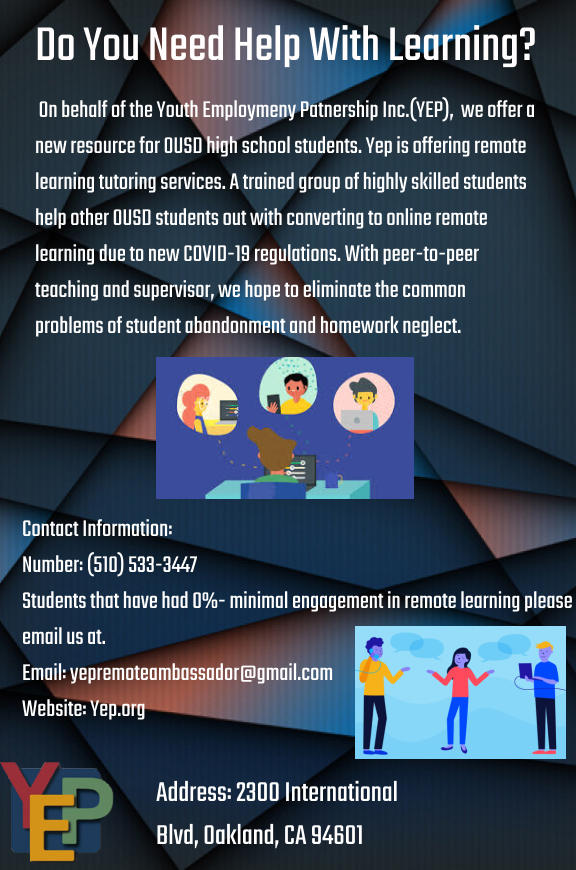 Do You Need Help With Learning?
On behalf of the Youth Employmeny Patnership Inc.(YEP), we offer a
new resource for OUSD high school students. Yep is offering remote
learning tutoring services. A trained group of highly skilled students
help other OUSD students out with converting to online remote
learning due to new COVID-19 regulations. With peer-to-peer
teaching and supervisor, we hope to eliminate the common
problems of student abandonment and homework neglect.
Contact Information:
Number: (510) 533-3447
Students that have had 0%- minimal engagement in remote learning please
email us at.
Email: yepremoteambassador@gmail.com
Website: Yep.org
YEP
Address: 2300 International
Blvd, Oakland, CA 94601